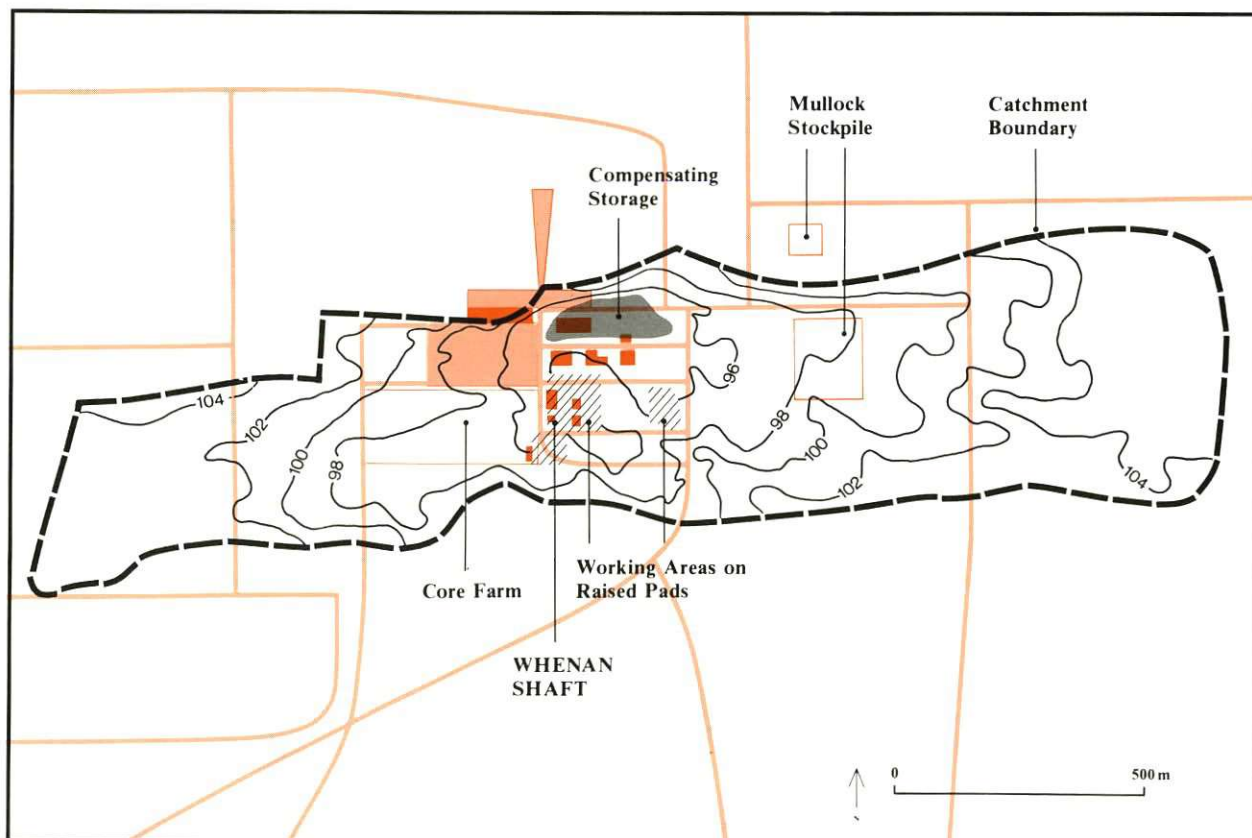 Mullock
Stockpile
Catchment
Boundary
Compensating
Storage
104
102
100
98
96
98
100
102
104
Core Farm
Working Areas on
Raised Pads
WHENAN
SHAFT
0
500 m